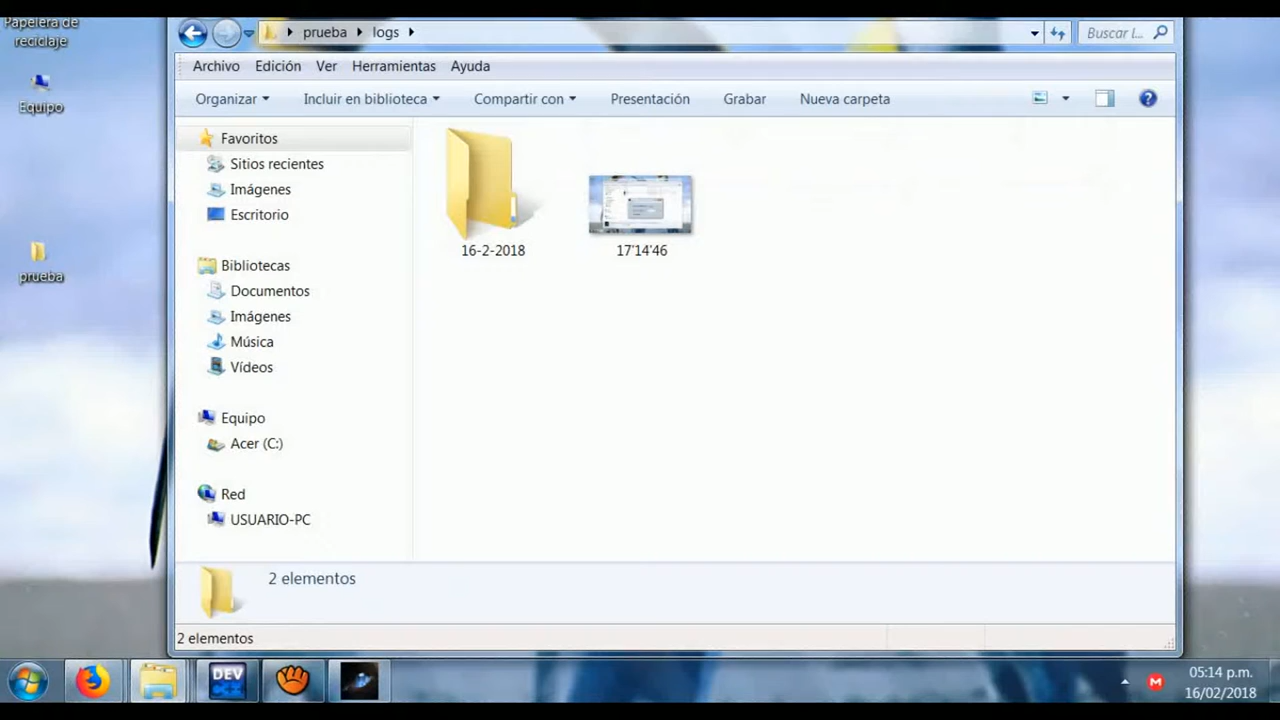 Papelera de
reciclaje
Equipo
prueba
prueba logs
Buscar l...
Archivo Edición Ver Herramientas Ayuda
Organizar Incluir en biblioteca Compartir con Presentación Grabar Nueva carpeta
Favoritos
Sitios recientes
Imágenes
Escritorio
Bibliotecas
Documentos
Imágenes
Música
Vídeos
Equipo
Acer (C:)
Red
USUARIO-PC
16-2-2018
17'14'46
2 elementos
2 elementos
DEV
C++
M
05:14 p.m.
16/02/2018